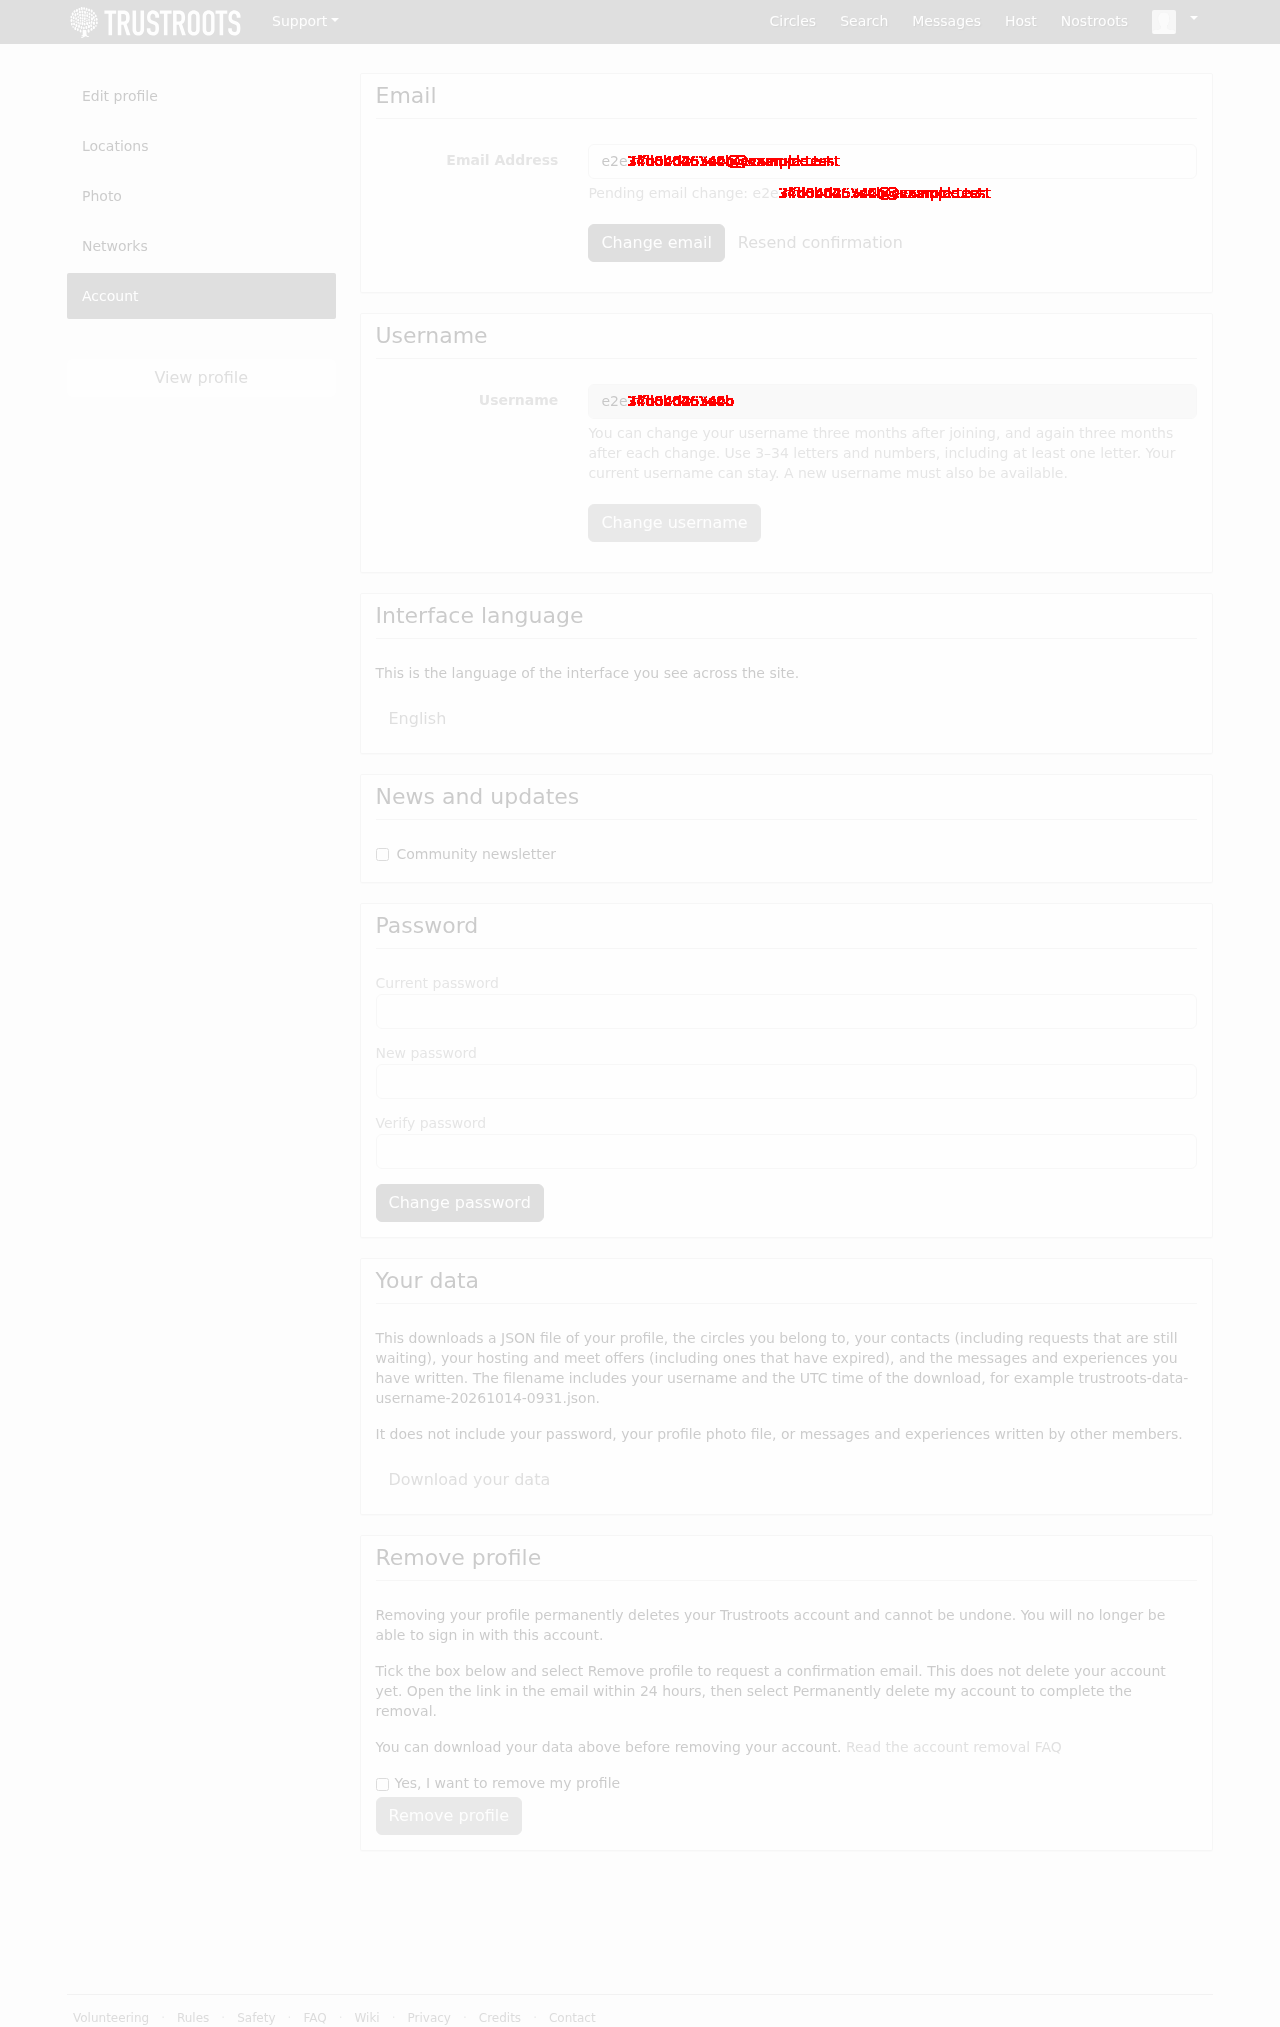 TRUSTROOTS
Support
Circles
Search
Messages
Host
Nostroots
Edit profile
Locations
Photo
Networks
Account
View profile
Email
Email Address
Pending email change:
Change email
Resend confirmation
Username
Username
You can change your username three months after joining, and again three months
after each change. Use 3–34 letters and numbers, including at least one letter. Your
current username can stay. A new username must also be available.
Change username
Interface language
This is the language of the interface you see across the site.
English
News and updates
Community newsletter
Password
Current password
New password
Verify password
Change password
Your data
This downloads a JSON file of your profile, the circles you belong to, your contacts (including requests that are still
waiting), your hosting and meet offers (including ones that have expired), and the messages and experiences you
have written. The filename includes your username and the UTC time of the download, for example trustroots-data-
username-20261014-0931.json.
It does not include your password, your profile photo file, or messages and experiences written by other members.
Download your data
Remove profile
Removing your profile permanently deletes your Trustroots account and cannot be undone. You will no longer be
able to sign in with this account.
Tick the box below and select Remove profile to request a confirmation email. This does not delete your account
yet. Open the link in the email within 24 hours, then select Permanently delete my account to complete the
removal.
You can download your data above before removing your account. Read the account removal FAQ
Yes, I want to remove my profile
Remove profile
Volunteering · Rules · Safety · FAQ · Wiki · Privacy · Credits · Contact